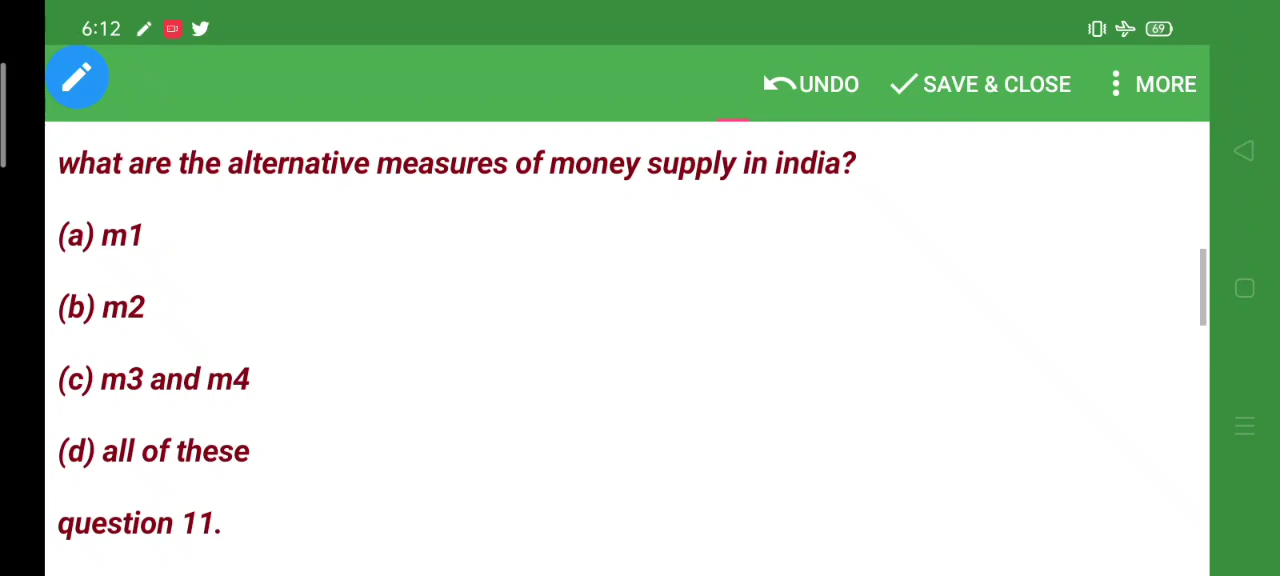 6:12 69
UNDO SAVE & CLOSE MORE
what are the alternative measures of money supply in india?
(a) m1
(b) m2
(c) m3 and m4
(d) all of these
question 11.